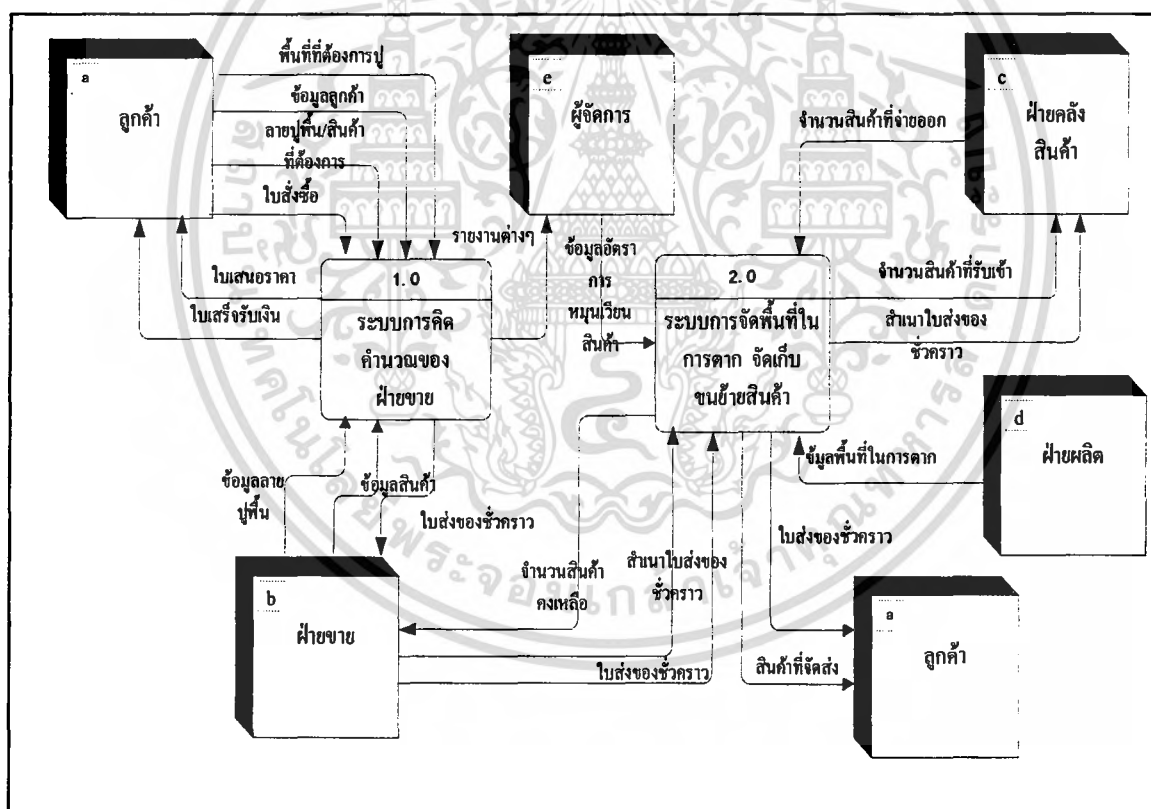 a
ลูกค้า
พื้นที่ที่ต้องการปู
ข้อมูลลูกค้า
ลายปูพื้น/สินค้า
ที่ต้องการ
ใบสั่งซื้อ
ใบเสนอราคา
ใบเสร็จรับเงิน
e
ผู้จัดการ
รายงานต่างๆ
ข้อมูลอัตรา
การ
หมุนเวียน
สินค้า
c
ฝ่ายคลัง
สินค้า
จำนวนสินค้าที่จ่ายออก
จำนวนสินค้าที่รับเข้า
สำเนาใบส่งของ
ชั่วคราว
1.0
ระบบการคิด
คำนวณของ
ฝ่ายขาย
2.0
ระบบการจัดพื้นที่ใน
การตาก จัดเก็บ
ขนย้ายสินค้า
d
ฝ่ายผลิต
ข้มูลพื้นที่ในการตาก
ข้อมูลลาย
ปูพื้น
ข้อมูลสินค้า
ใบส่งของชั่วคราว
b
ฝ่ายขาย
จำนวนสินค้า
คงเหลือ
สำเนาใบส่งของ
ชั่วคราว
ใบส่งของชั่วคราว
ใบส่งของชั่วคราว
สินค้าที่จัดส่ง
a
ลูกค้า
พระจอมเกล้าเจ้าคุณทหาร